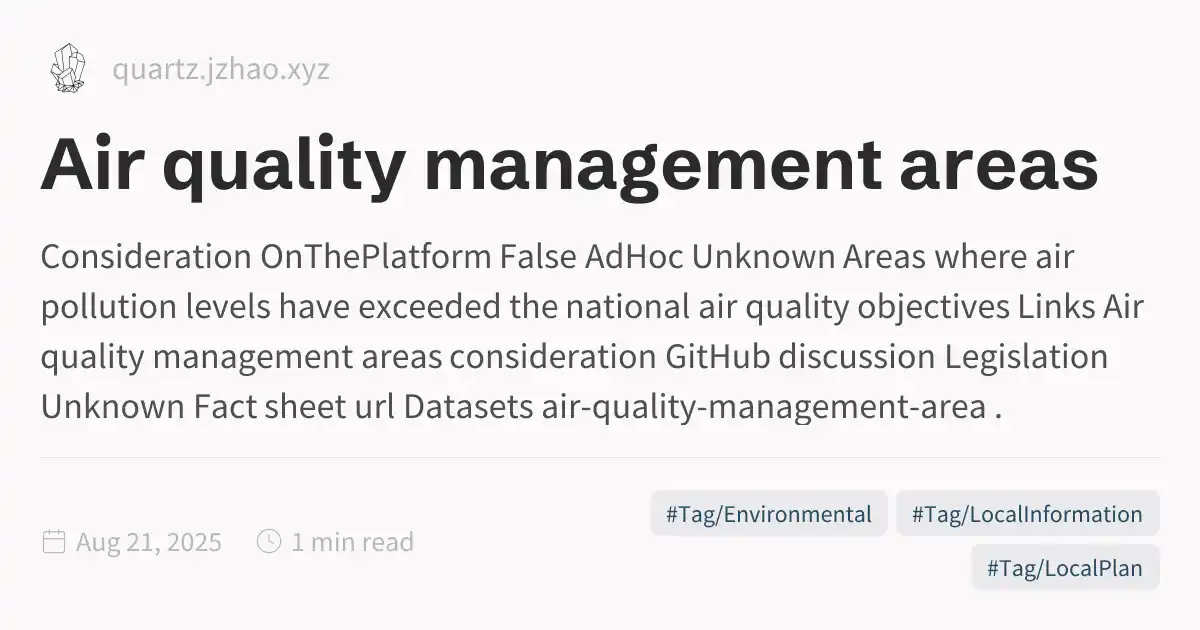 quartz.jzhao.xyz
Air quality management areas
Consideration OnThePlatform False AdHoc Unknown Areas where air
pollution levels have exceeded the national air quality objectives Links Air
quality management areas consideration GitHub discussion Legislation
Unknown Fact sheet url Datasets air-quality-management-area .
Aug 21, 2025
1 min read
#Tag/Environmental
#Tag/LocalInformation
#Tag/LocalPlan